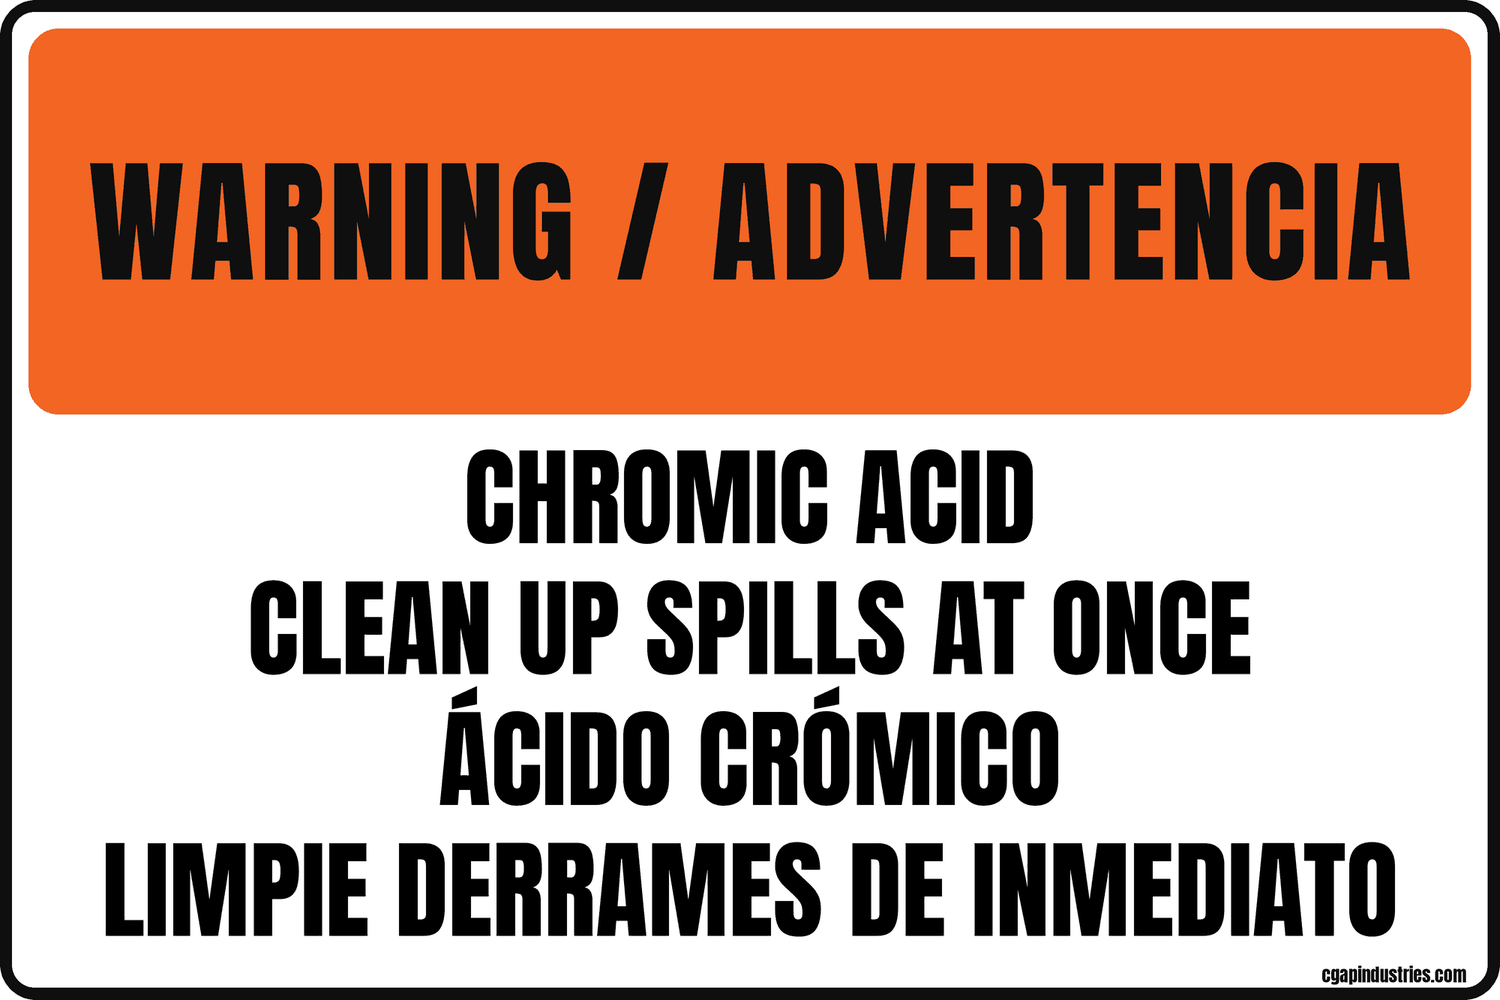 WARNING / ADVERTENCIA
CHROMIC ACID
CLEAN UP SPILLS AT ONCE
ÁCIDO CRÓMICO
LIMPIE DERRAMES DE INMEDIATO
cgapindustries.com